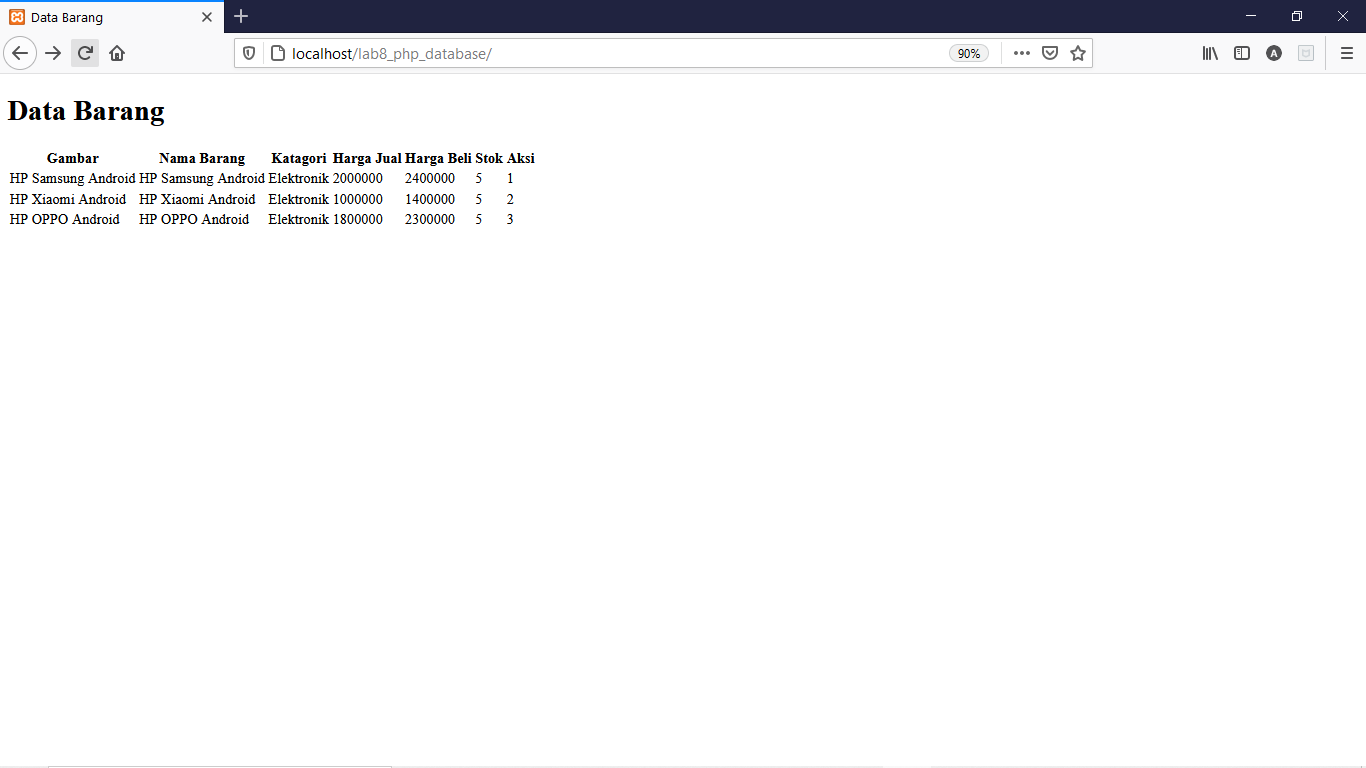 Data Barang
localhost/lab8_php_database/
90%
A
Data Barang
Gambar Nama Barang Katagori Harga Jual Harga Beli Stok Aksi
HP Samsung Android HP Samsung Android Elektronik 2000000 2400000 5 1
HP Xiaomi Android HP Xiaomi Android Elektronik 1000000 1400000 5 2
HP OPPO Android HP OPPO Android Elektronik 1800000 2300000 5 3